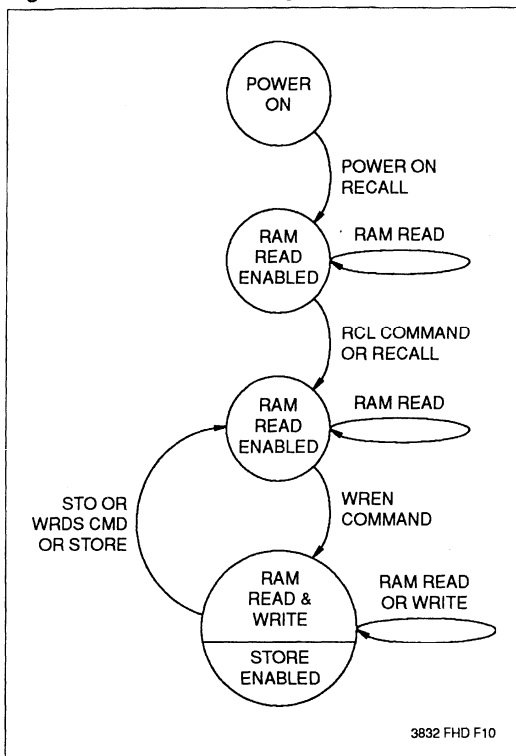 POWER
ON
POWER ON
RECALL
RAM
READ
ENABLED
RAM READ
RCL COMMAND
OR RECALL
RAM
READ
ENABLED
RAM READ
STO OR
WRDS CMD
OR STORE
WREN
COMMAND
RAM
READ &
WRITE
RAM READ
OR WRITE
STORE
ENABLED
3832 FHD F10